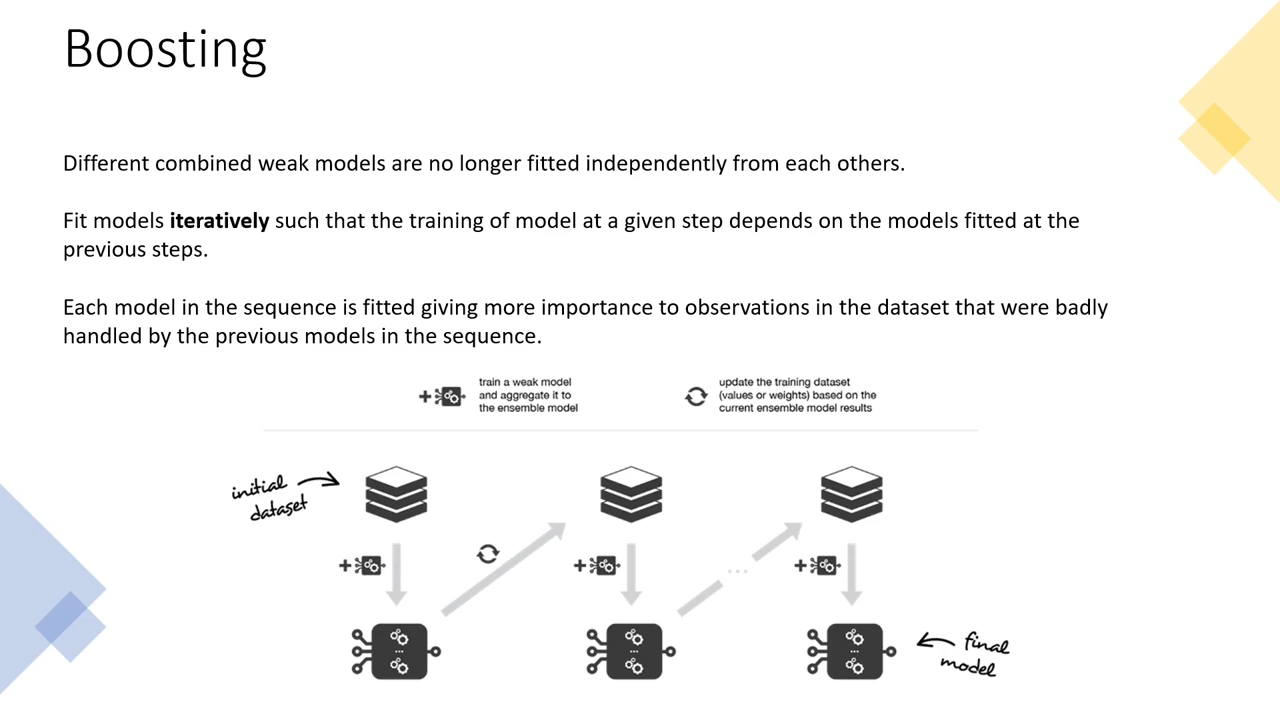 Boosting
Different combined weak models are no longer fitted independently from each others.
Fit models iteratively such that the training of model at a given step depends on the models fitted at the
previous steps.
Each model in the sequence is fitted giving more importance to observations in the dataset that were badly
handled by the previous models in the sequence.
train a weak model
and aggregate it to
the ensemble model
update the training dataset
(values or weights) based on the
current ensemble model results
initial
dataset
...
final
model